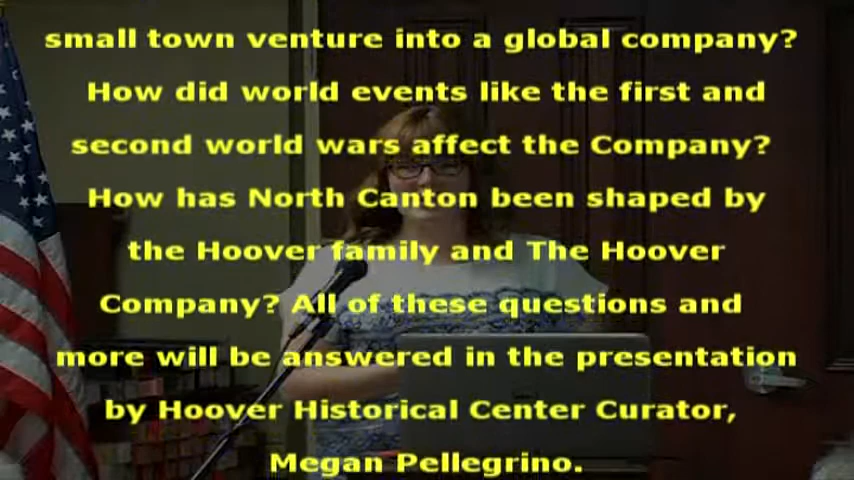 small town venture into a global company?
How did world events like the first and
second world wars affect the Company?
How has North Canton been shaped by
the Hoover family and The Hoover
Company? All of these questions and
more will be answered in the presentation
by Hoover Historical Center Curator,
Megan Pellegrino.